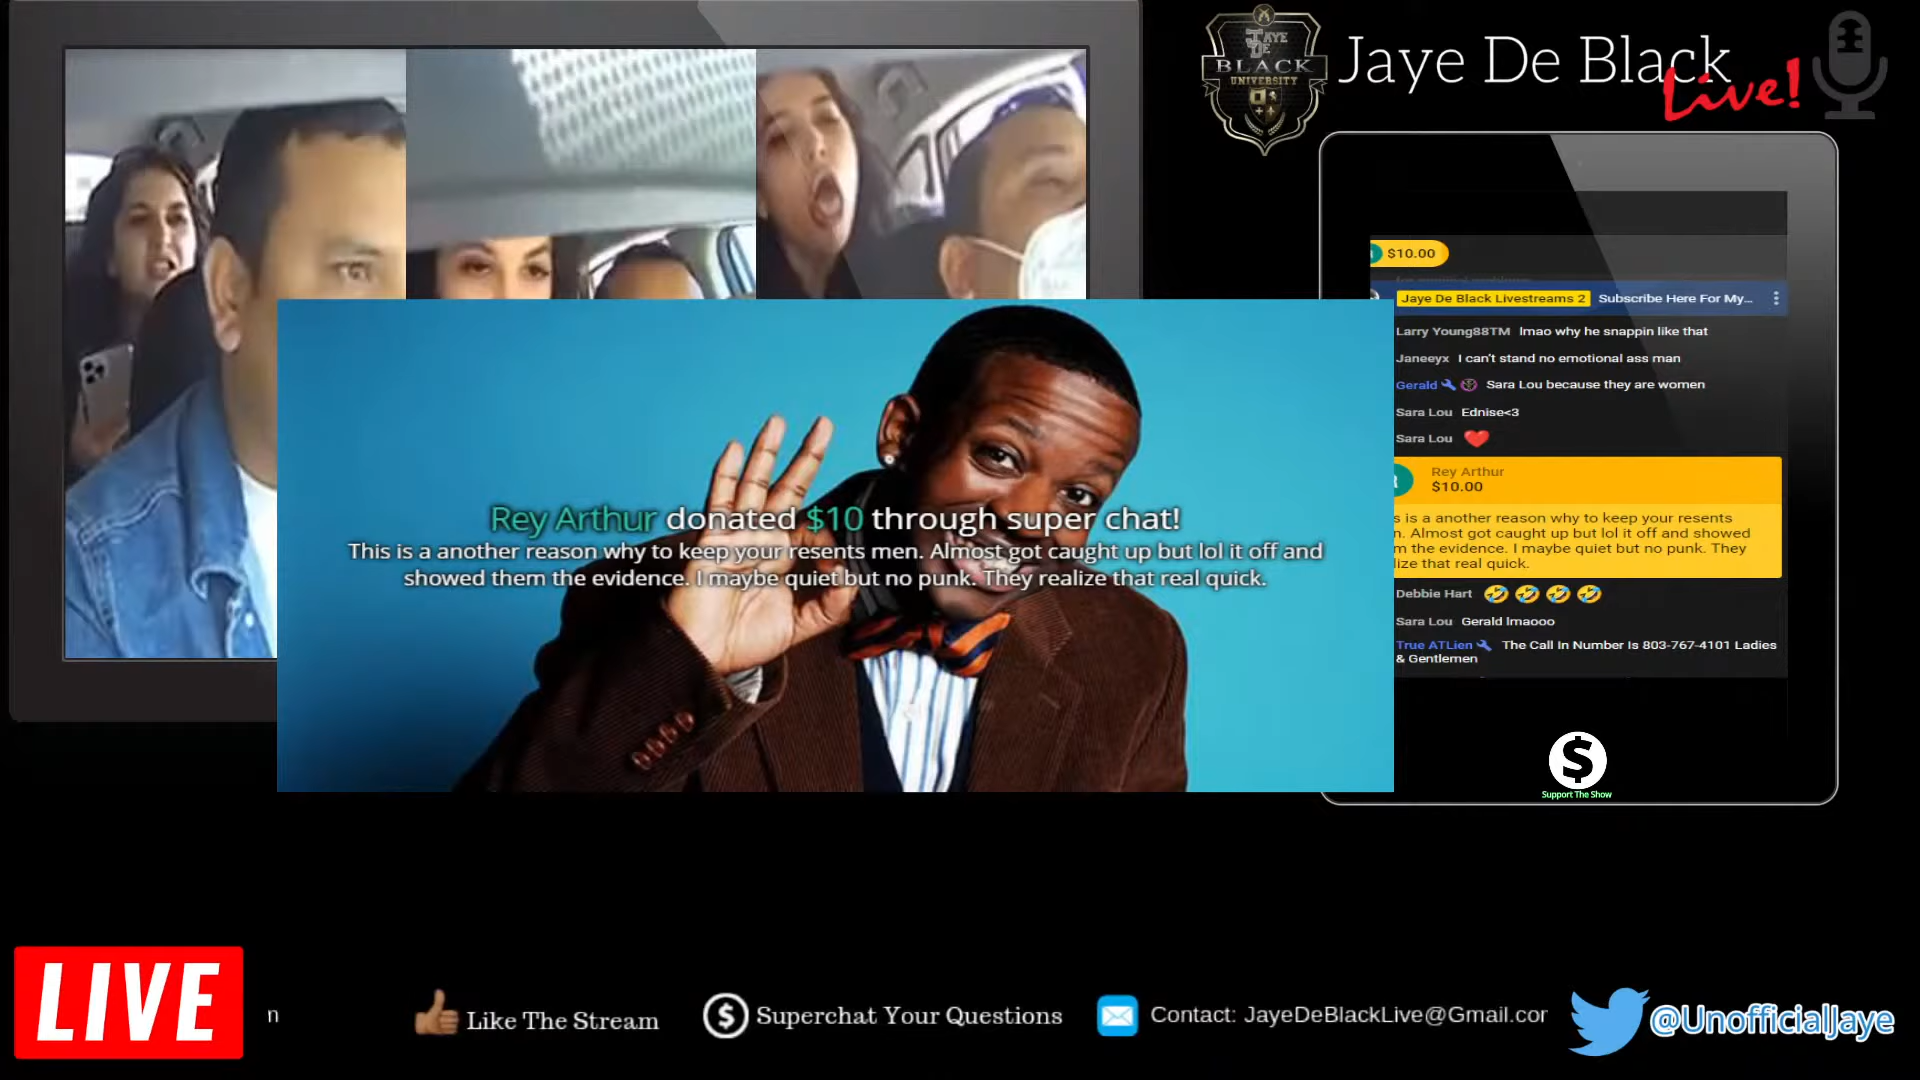 JAYE
DE
BLACK
UNIVERSITY
Jaye De Black
Live!
$10.00
Jaye De Black Livestreams 2 Subscribe Here For My...
Larry Young88TM lmao why he snappin like that
Janeeyx I can't stand no emotional ass man
Gerald Sara Lou because they are women
Sara Lou Ednise<3
Sara Lou ❤️
Rey Arthur
$10.00
s is a another reason why to keep your resents
n. Almost got caught up but lol it off and showed
m the evidence. I maybe quiet but no punk. They
lize that real quick.
Debbie Hart 🤣 🤣 🤣 🤣
Sara Lou Gerald lmaooo
True ATLien The Call In Number Is 803-767-4101 Ladies
& Gentlemen
Rey Arthur donated $10 through super chat!
This is a another reason why to keep your resents men. Almost got caught up but lol it off and
showed them the evidence. I maybe quiet but no punk. They realize that real quick.
$
Support The Show
LIVE
n
Like The Stream
$ Superchat Your Questions
Contact: JayeDeBlackLive@Gmail.cor
@UnofficialJaye